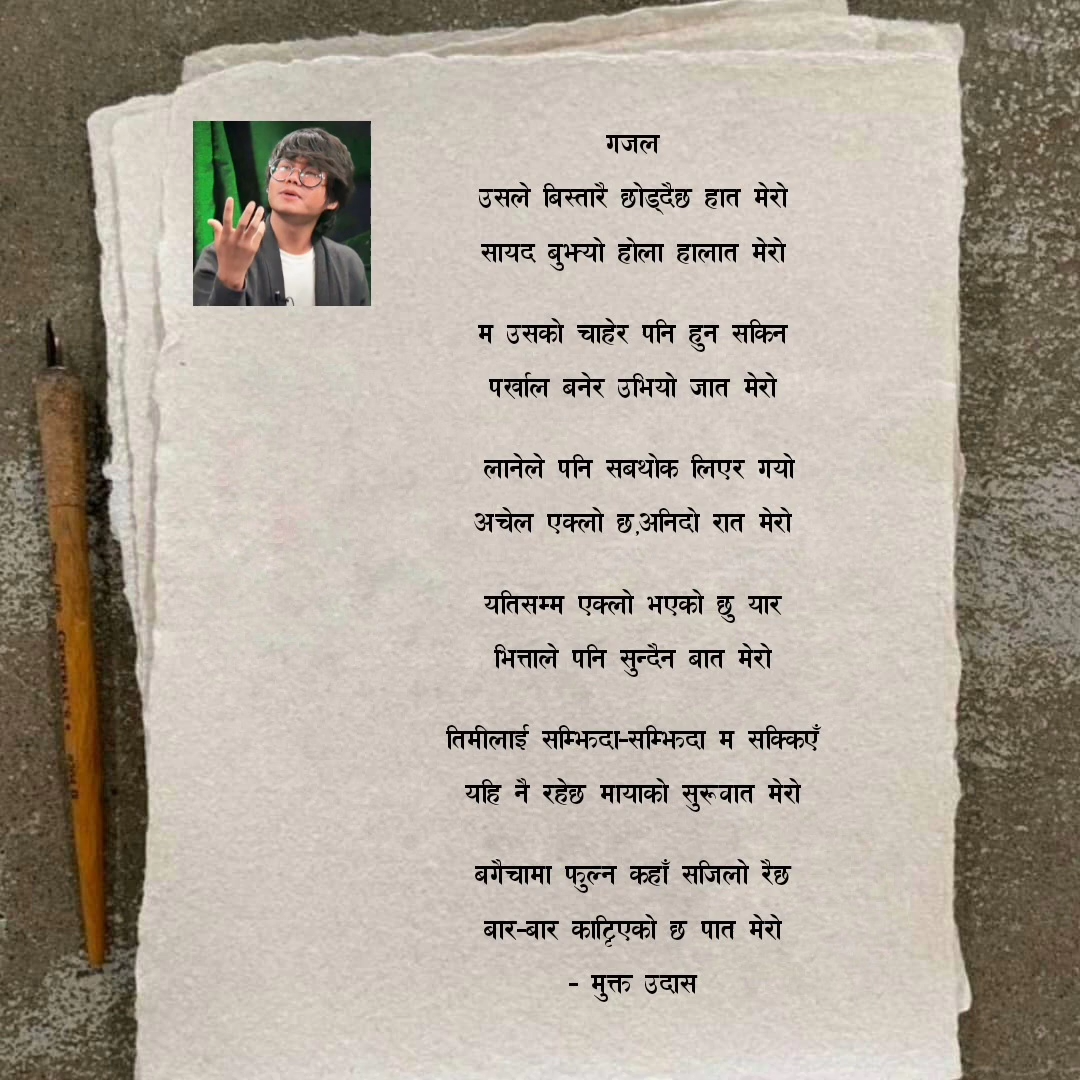 गजल
उसले बिस्तारै छोड्दैछ हात मेरो
सायद बुझ्यो होला हालात मेरो
म उसको चाहेर पनि हुन सकिन
पर्खाल बनेर उभियो जात मेरो
लानेले पनि सबथोक लिएर गयो
अचेल एक्लो छ,अनिदो रात मेरो
यतिसम्म एक्लो भएको छु यार
भित्ताले पनि सुन्दैन बात मेरो
तिमीलाई सम्झिदा-सम्झिदा म सक्किएँ
यहि नै रहेछ मायाको सुरूवात मेरो
बगैचामा फुल्न कहाँ सजिलो रैछ
बार-बार काट्टिएको छ पात मेरो
- मुक्त उदास